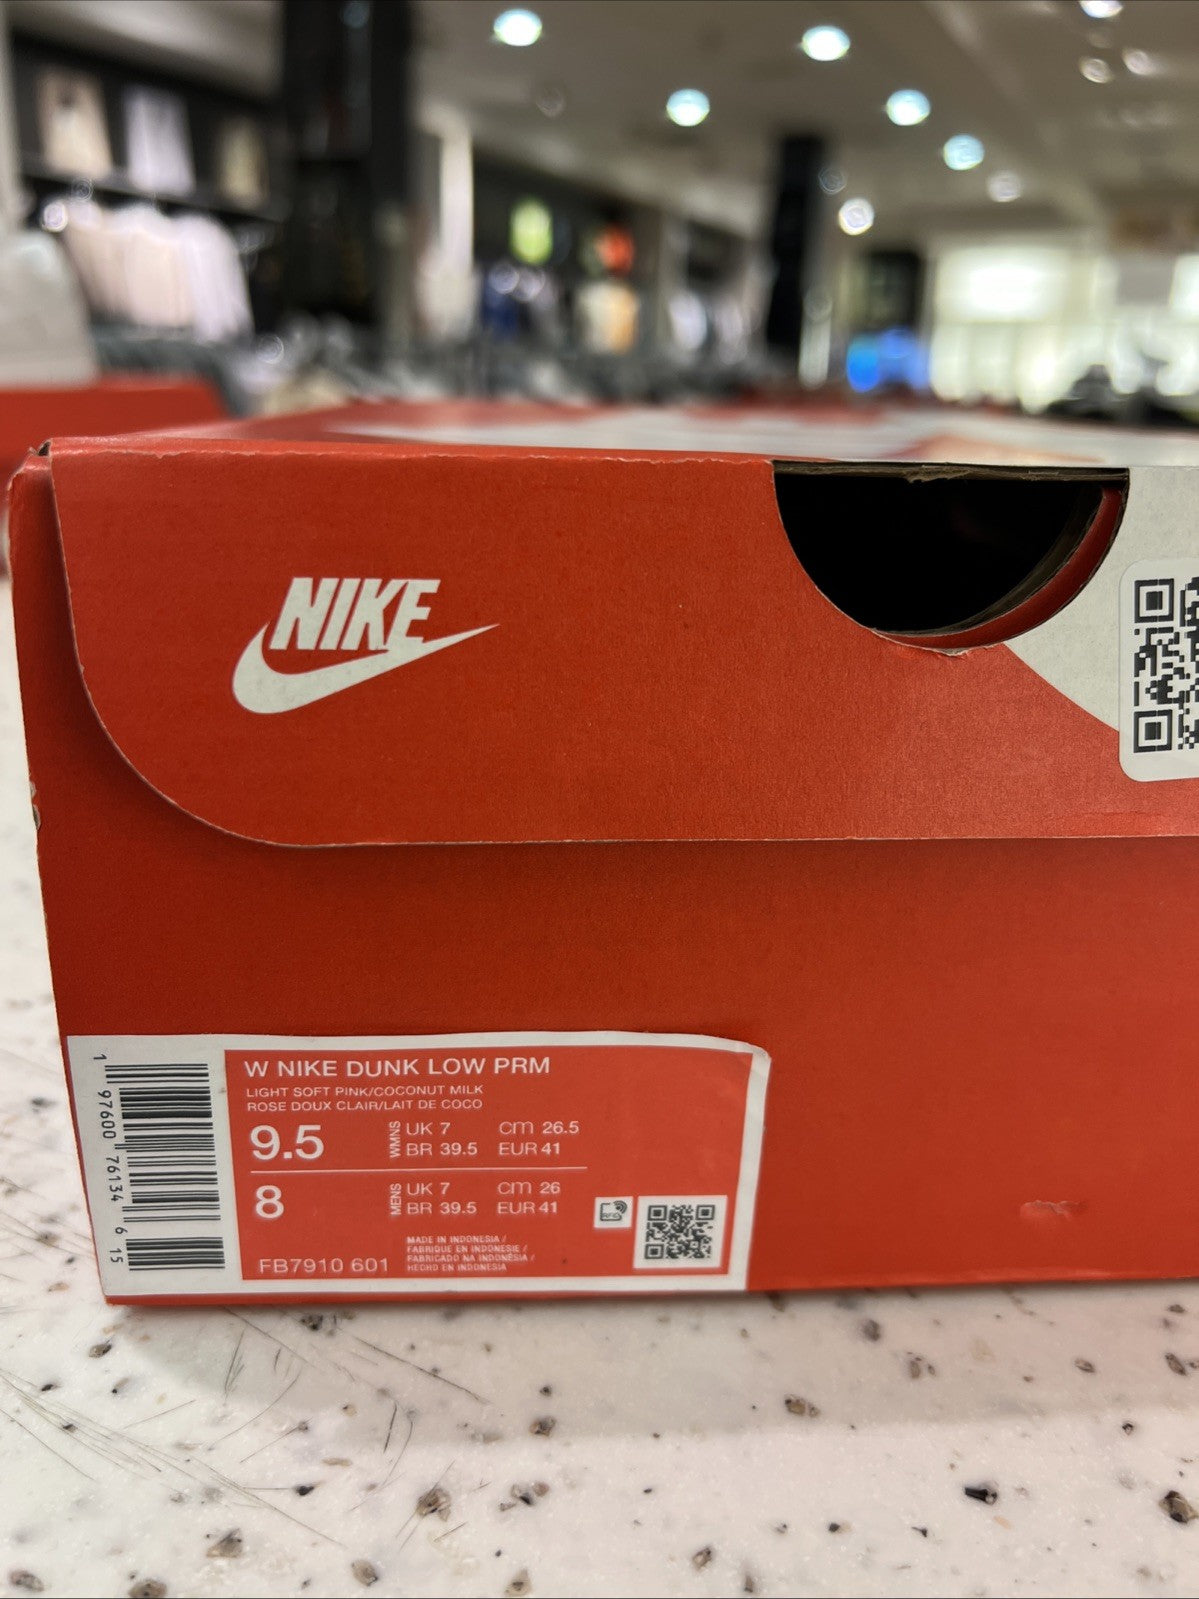 NIKE
W NIKE DUNK LOW PRM
LIGHT SOFT PINK/COCONUT MILK
ROSE DOUX CLAIR/LAIT DE COCO
9.5 WMNS UK 7 cm 26.5
BR 39.5 EUR 41
8 MENS UK 7 cm 26
BR 39.5 EUR 41
MADE IN INDONESIA /
FABRIQUE EN INDONESIE /
FABRICADO NA INDONÉSIA /
HECHO EN INDONESIA
FB7910 601
RFID
1 97600 76134 6 15